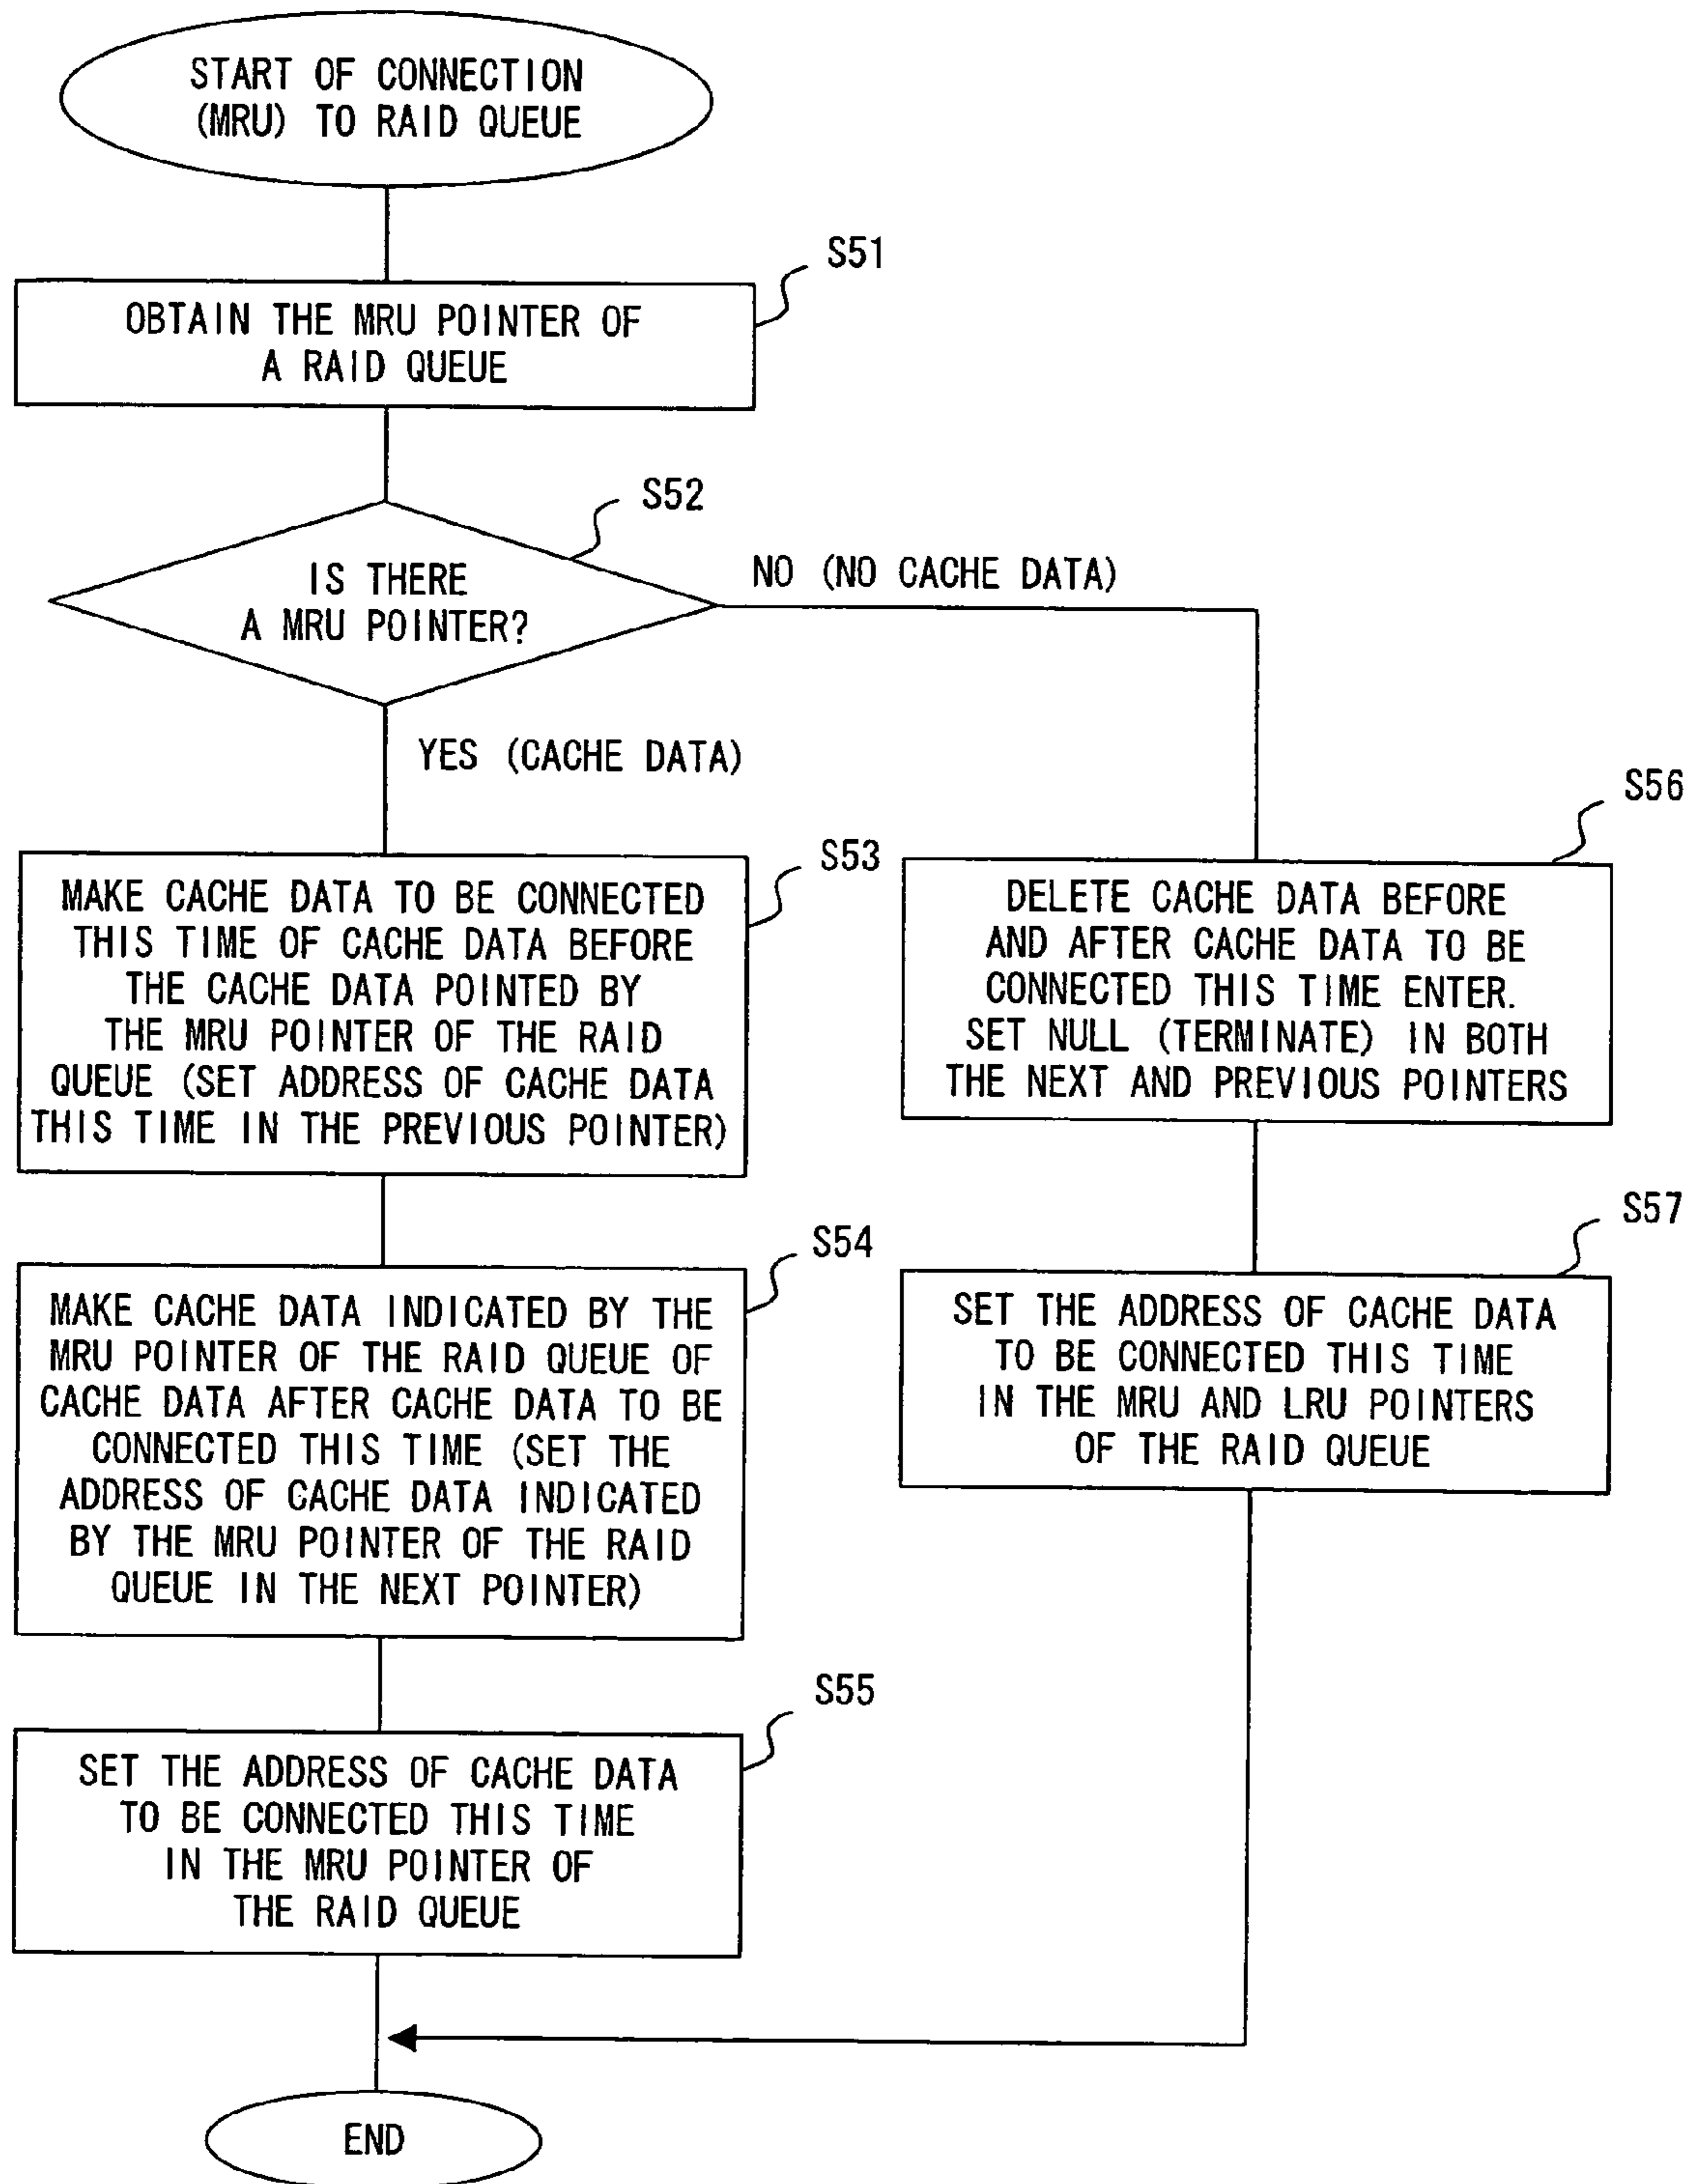 START OF CONNECTION
(MRU) TO RAID QUEUE
S51
OBTAIN THE MRU POINTER OF
A RAID QUEUE
S52
IS THERE
A MRU POINTER?
NO (NO CACHE DATA)
YES (CACHE DATA)
S53
MAKE CACHE DATA TO BE CONNECTED
THIS TIME OF CACHE DATA BEFORE
THE CACHE DATA POINTED BY
THE MRU POINTER OF THE RAID
QUEUE (SET ADDRESS OF CACHE DATA
THIS TIME IN THE PREVIOUS POINTER)
S54
MAKE CACHE DATA INDICATED BY THE
MRU POINTER OF THE RAID QUEUE OF
CACHE DATA AFTER CACHE DATA TO BE
CONNECTED THIS TIME (SET THE
ADDRESS OF CACHE DATA INDICATED
BY THE MRU POINTER OF THE RAID
QUEUE IN THE NEXT POINTER)
S55
SET THE ADDRESS OF CACHE DATA
TO BE CONNECTED THIS TIME
IN THE MRU POINTER OF
THE RAID QUEUE
S56
DELETE CACHE DATA BEFORE
AND AFTER CACHE DATA TO BE
CONNECTED THIS TIME ENTER.
SET NULL (TERMINATE) IN BOTH
THE NEXT AND PREVIOUS POINTERS
S57
SET THE ADDRESS OF CACHE DATA
TO BE CONNECTED THIS TIME
IN THE MRU AND LRU POINTERS
OF THE RAID QUEUE
END